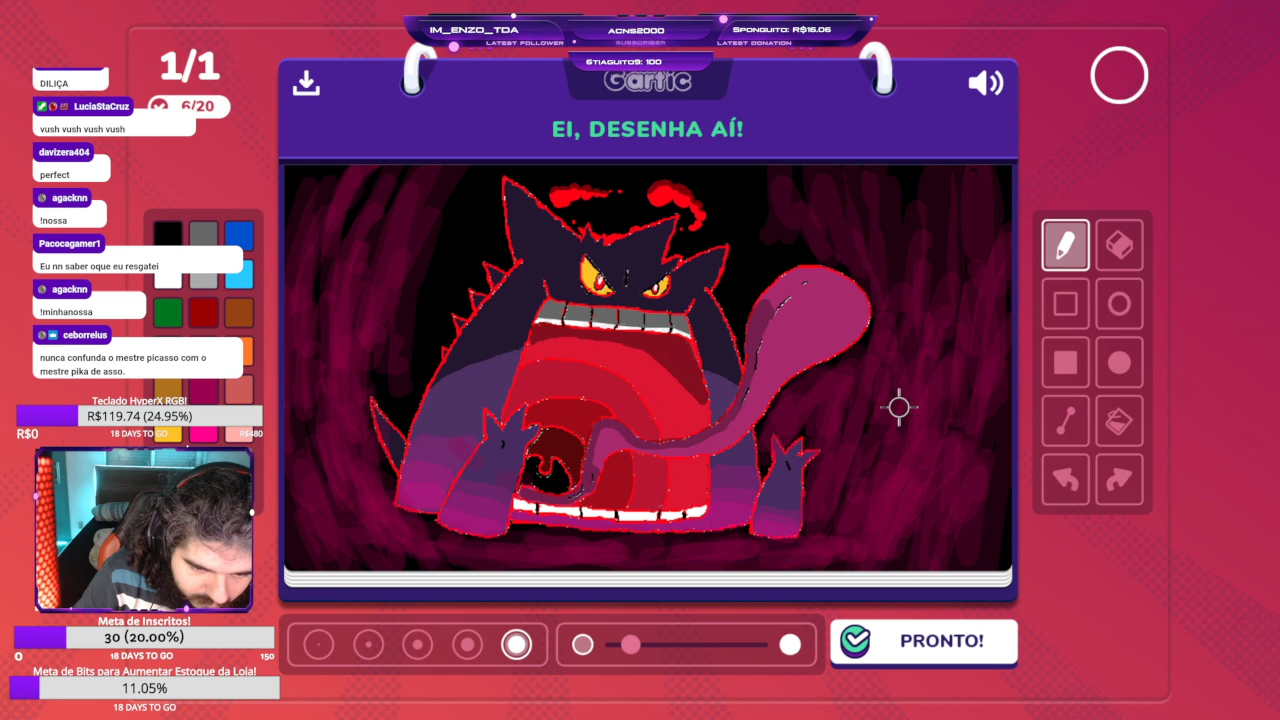 IM_ENZO_TDA
LATEST FOLLOWER
ACNS2000
SUBSCRIBER
SPONGUITO: R$16.06
LATEST DONATION
6TIAGUITO9: 100
Gartic
1/1
6/20
EI, DESENHA AÍ!
DILIÇA
LuciaStaCruz
vush vush vush vush
davizera404
perfect
agacknn
!nossa
Pacocagamer1
Eu nn saber oque eu resgatei
agacknn
!minhanossa
ceborreius
nunca confunda o mestre picasso com o
mestre pika de asso.
Teclado HyperX RGB!
R$119.74 (24.95%)
R$0
18 DAYS TO GO
R$480
Meta de Inscritos!
30 (20.00%)
0
18 DAYS TO GO
150
Meta de Bits para Aumentar Estoque da Loja!
11.05%
18 DAYS TO GO
PRONTO!